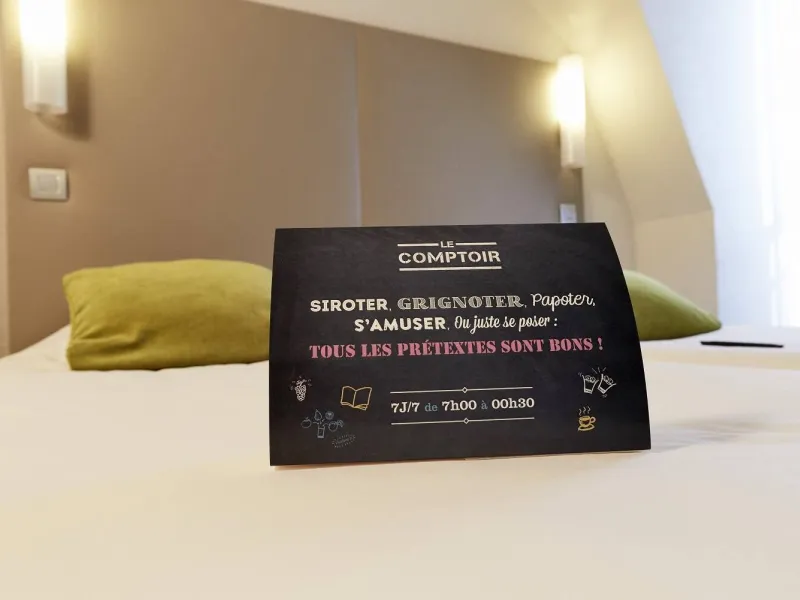 LE
COMPTOIR
SIROTER, GRIGNOTER, Papoter,
S'AMUSER, Ou juste se poser :
TOUS LES PRÉTEXTES SONT BONS !
7J/7 de 7h00 à 00h30